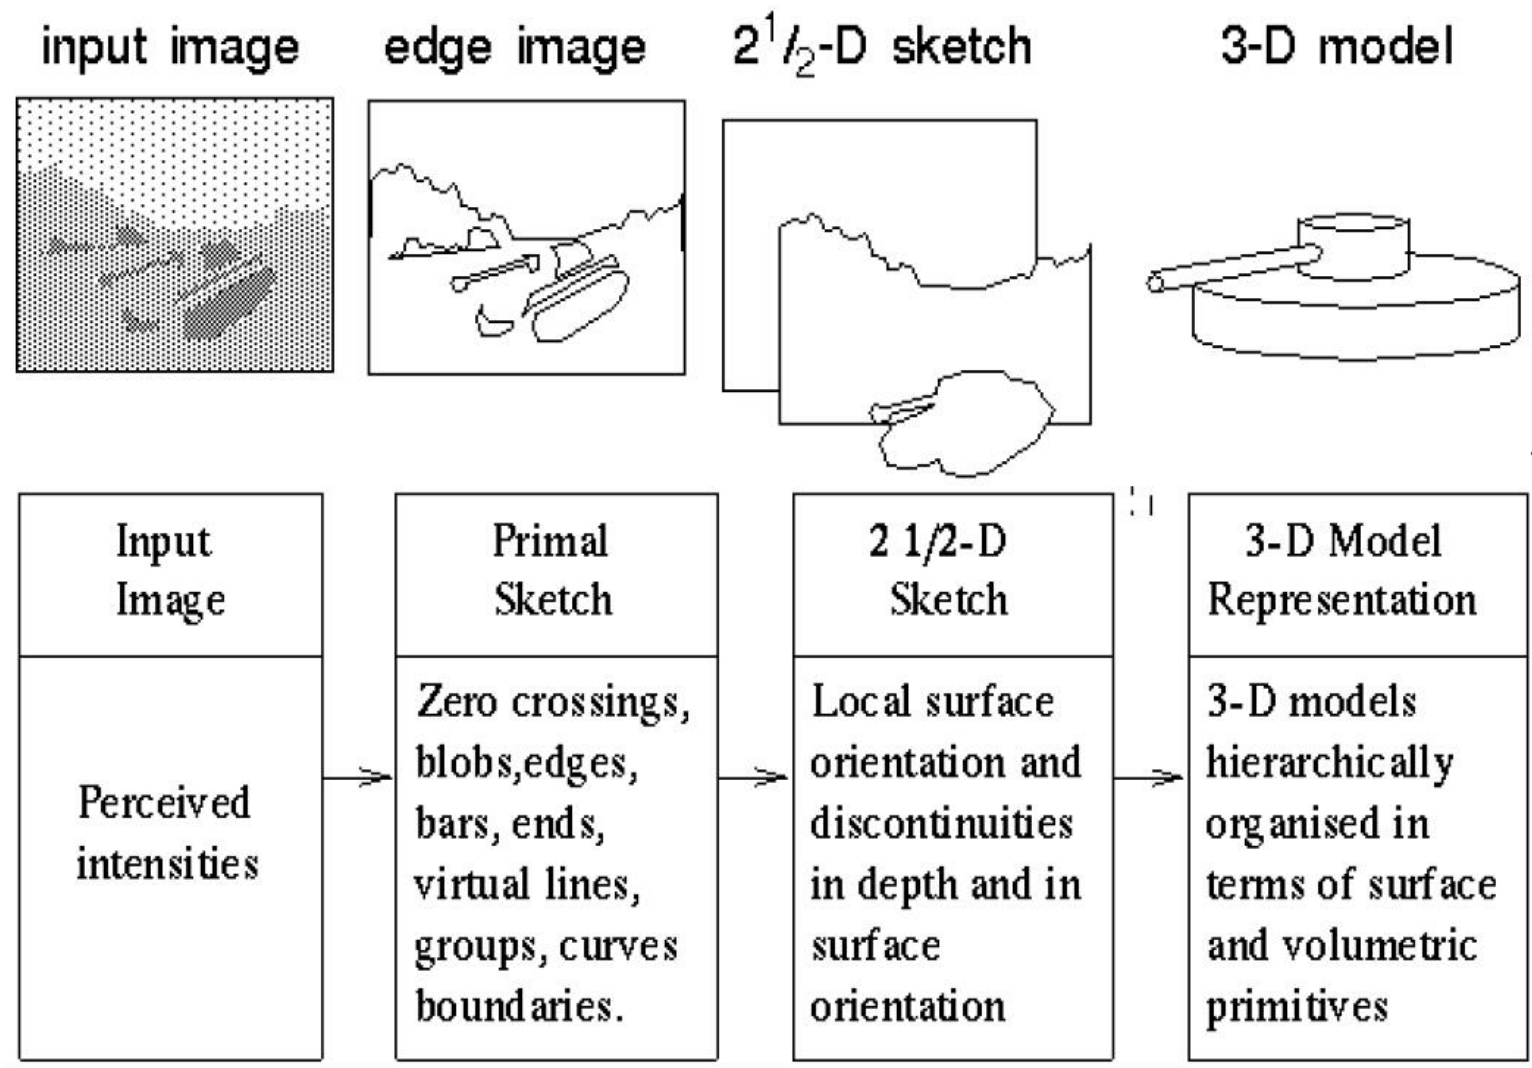 input image
edge image
2 1/2-D sketch
3-D model
Input
Image
Perceived
intensities
Primal
Sketch
Zero crossings,
blobs,edges,
bars, ends,
virtual lines,
groups, curves
boundaries.
2 1/2-D
Sketch
Local surface
orientation and
discontinuities
in depth and in
surface
orientation
3-D Model
Representation
3-D models
hierarchically
organised in
terms of surface
and volumetric
primitives